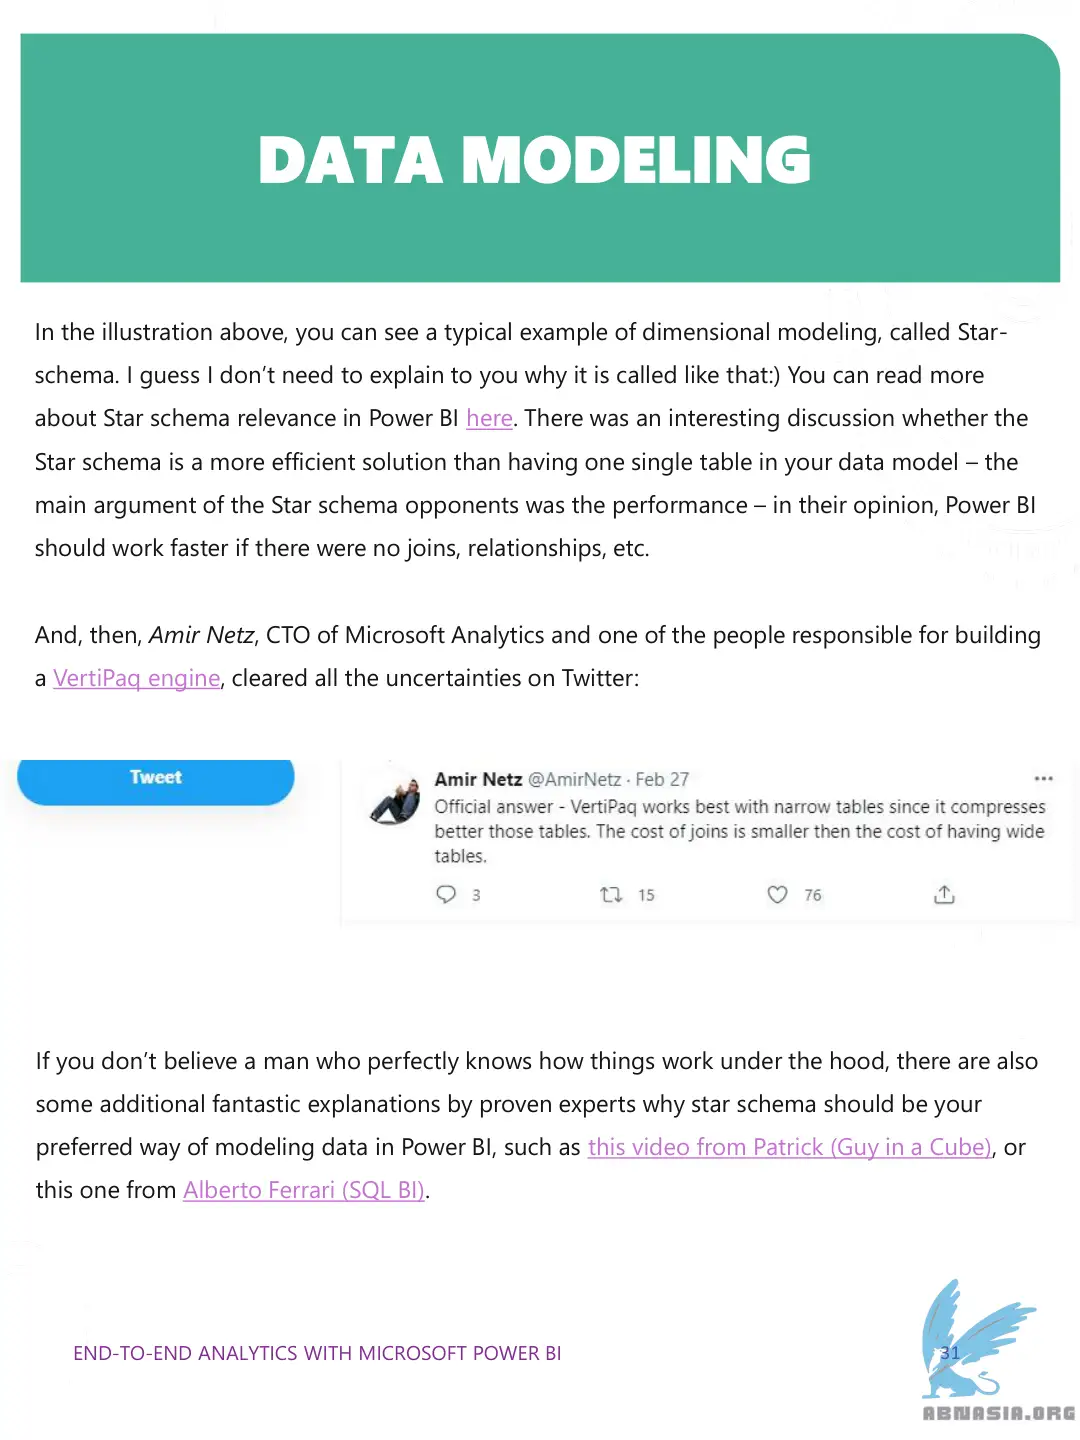 DATA MODELING
In the illustration above, you can see a typical example of dimensional modeling, called Star-
schema. I guess I don’t need to explain to you why it is called like that:) You can read more
about Star schema relevance in Power BI here. There was an interesting discussion whether the
Star schema is a more efficient solution than having one single table in your data model – the
main argument of the Star schema opponents was the performance – in their opinion, Power BI
should work faster if there were no joins, relationships, etc.
And, then, Amir Netz, CTO of Microsoft Analytics and one of the people responsible for building
a VertiPaq engine, cleared all the uncertainties on Twitter:
Tweet
Amir Netz @AmirNetz · Feb 27
Official answer - VertiPaq works best with narrow tables since it compresses
better those tables. The cost of joins is smaller then the cost of having wide
tables.
3 15 76
If you don’t believe a man who perfectly knows how things work under the hood, there are also
some additional fantastic explanations by proven experts why star schema should be your
preferred way of modeling data in Power BI, such as this video from Patrick (Guy in a Cube), or
this one from Alberto Ferrari (SQL BI).
END-TO-END ANALYTICS WITH MICROSOFT POWER BI 31
ABNASIA.ORG